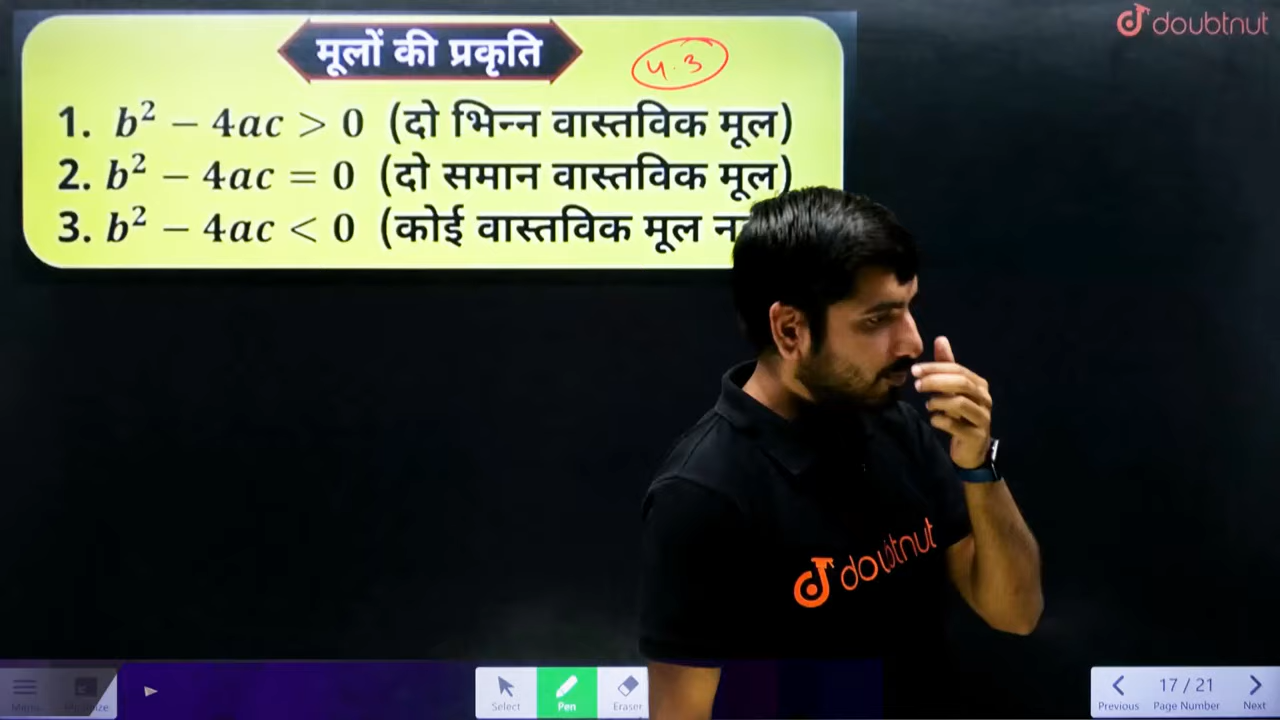 doubtnut
मूलों की प्रकृति
4.3
1. b² – 4ac > 0 (दो भिन्न वास्तविक मूल)
2. b² – 4ac = 0 (दो समान वास्तविक मूल)
3. b² – 4ac < 0 (कोई वास्तविक मूल
doubtnut
Select
Pen
Eraser
Previous
17 / 21
Page Number
Next